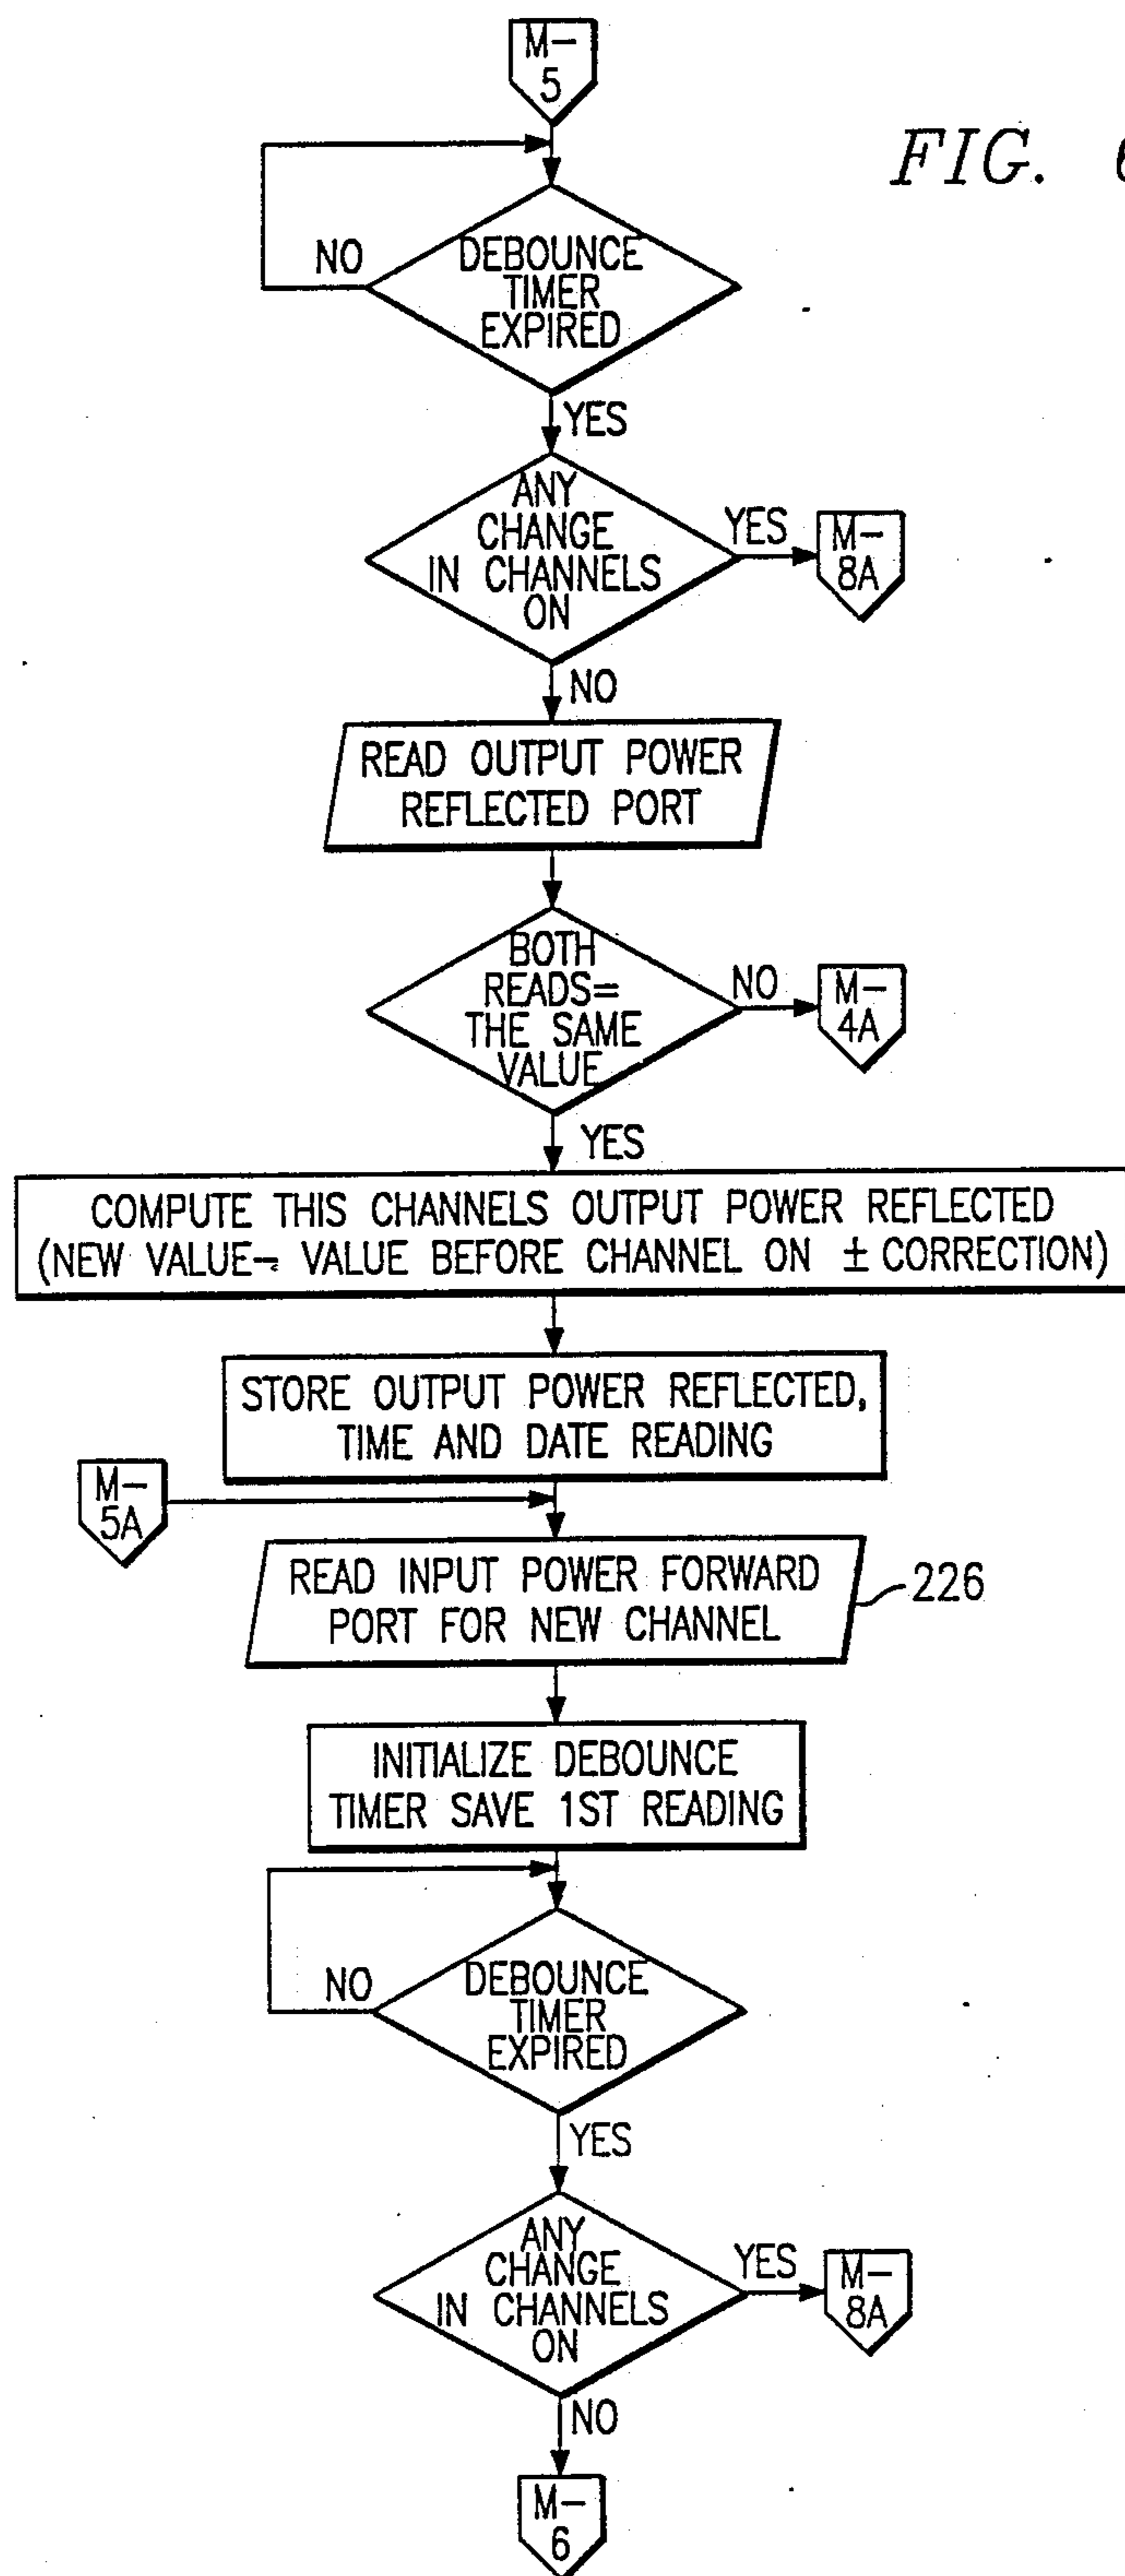 M-
5
FIG. 6
NO
DEBOUNCE
TIMER
EXPIRED
YES
ANY
CHANGE
IN CHANNELS
ON
YES
M-
8A
NO
READ OUTPUT POWER
REFLECTED PORT
BOTH
READS=
THE SAME
VALUE
NO
M-
4A
YES
COMPUTE THIS CHANNELS OUTPUT POWER REFLECTED
(NEW VALUE- VALUE BEFORE CHANNEL ON ± CORRECTION)
STORE OUTPUT POWER REFLECTED,
TIME AND DATE READING
M-
5A
READ INPUT POWER FORWARD
PORT FOR NEW CHANNEL
226
INITIALIZE DEBOUNCE
TIMER SAVE 1ST READING
NO
DEBOUNCE
TIMER
EXPIRED
YES
ANY
CHANGE
IN CHANNELS
ON
YES
M-
8A
NO
M-
6